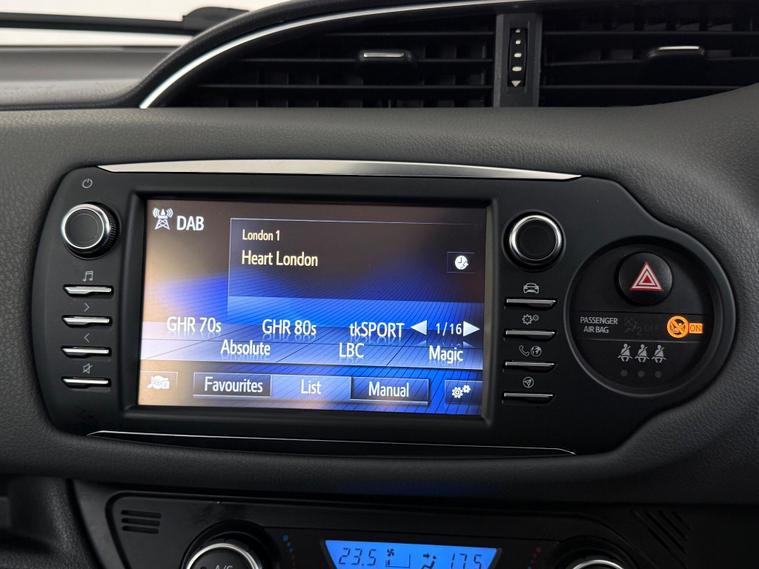 DAB
London 1
Heart London
GHR 70s GHR 80s tkSPORT 1/16
Absolute LBC Magic
Favourites List Manual
PASSENGER
AIR BAG
ON
23.5 17.5
A/C